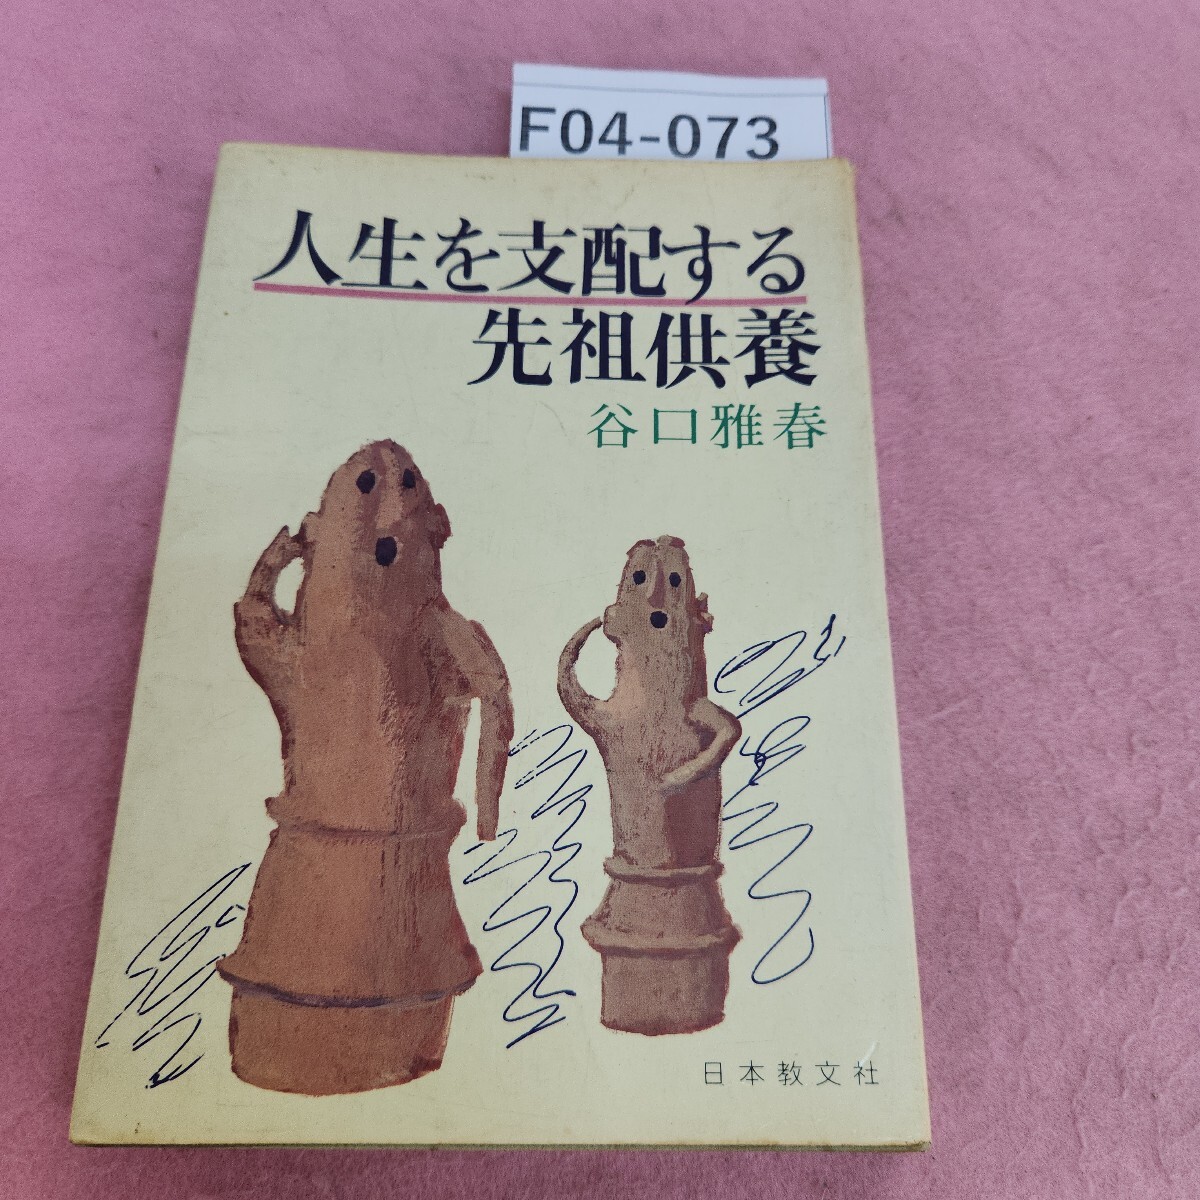 F04-073
人生を支配する
先祖供養
谷口雅春
日本教文社